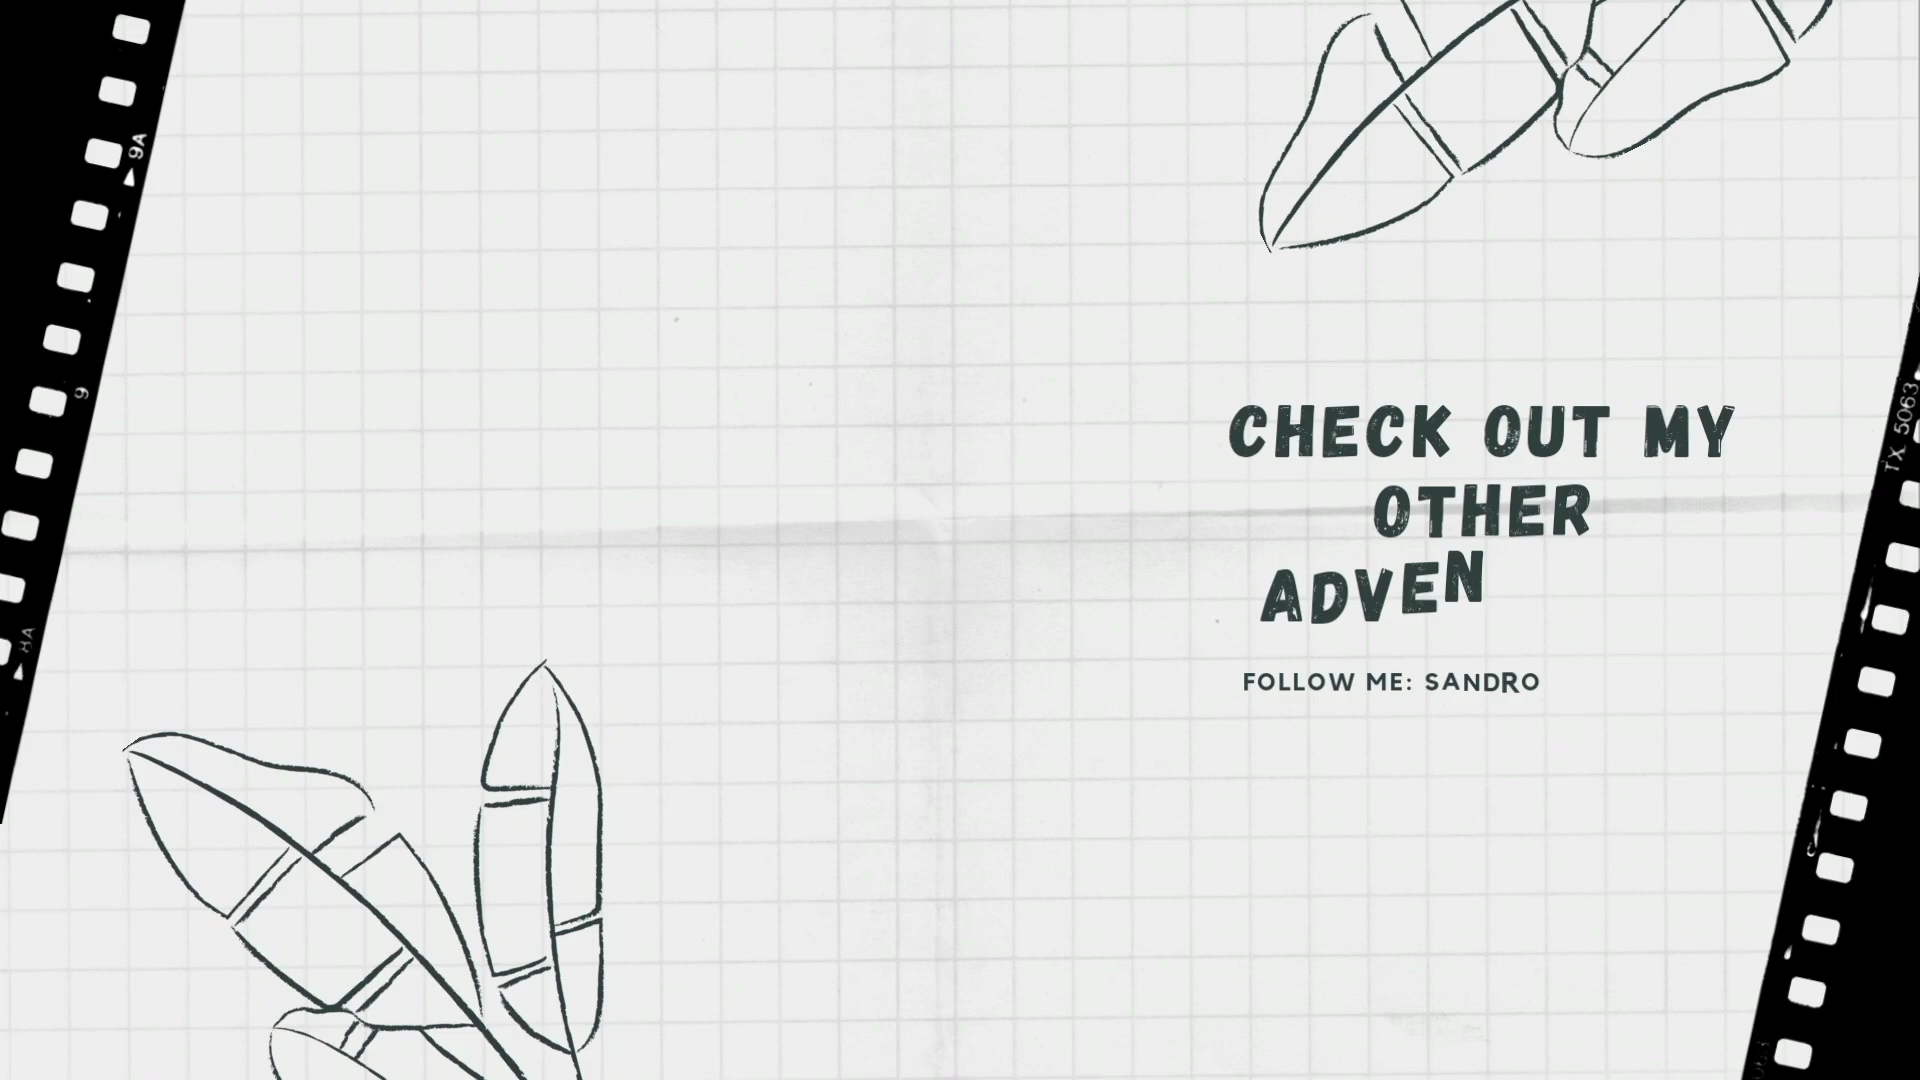 9A
9
8A
CHECK OUT MY
OTHER
ADVEN
FOLLOW ME: SANDRO
TX 5063